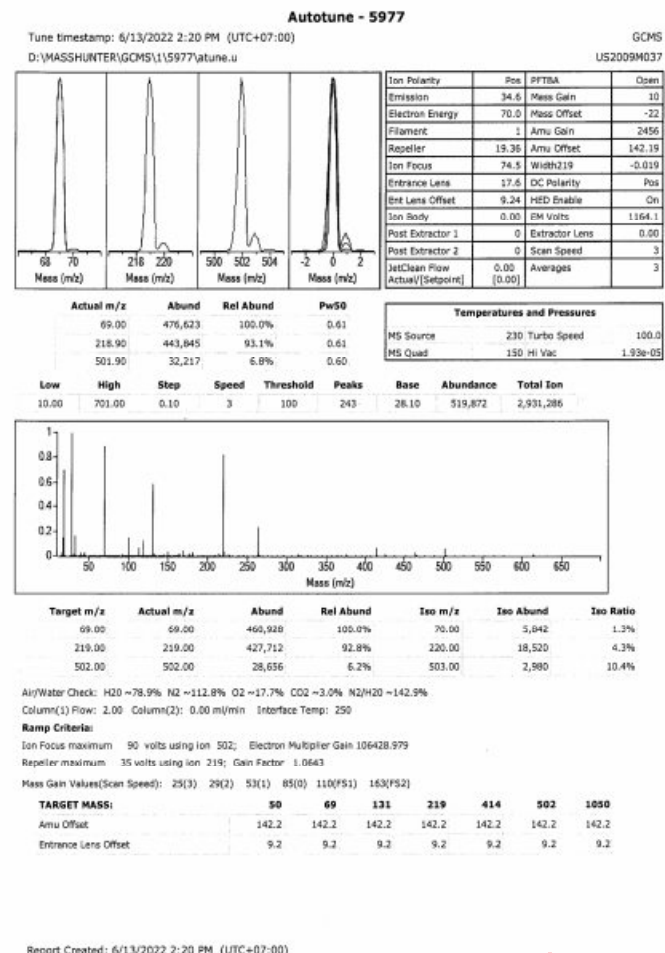 Autotune - 5977
Tune timestamp: 6/13/2022 2:20 PM (UTC+07:00) GCMS
D:\MASSHUNTER\GCMS\1\5977\atune.u US2009M037
68 70 218 220 500 502 504 -2 0 2
Mass (m/z) Mass (m/z) Mass (m/z) Mass (m/z)
Ion Polarity Pos PFTBA Open
Emission 34.6 Mass Gain 10
Electron Energy 70.0 Mass Offset -22
Filament 1 Amu Gain 2456
Repeller 19.36 Amu Offset 142.19
Ion Focus 74.5 Width219 -0.019
Entrance Lens 17.6 DC Polarity Pos
Ent Lens Offset 9.24 HED Enable On
Ion Body 0.00 EM Volts 1164.1
Post Extractor 1 0 Extractor Lens 0.00
Post Extractor 2 0 Scan Speed 3
JetClean Flow 0.00 Averages 3
Actual/[Setpoint] [0.00]
Actual m/z Abund Rel Abund Pw50
69.00 476,623 100.0% 0.61
218.90 443,845 93.1% 0.61
501.90 32,217 6.8% 0.60
Temperatures and Pressures
MS Source 230 Turbo Speed 100.0
MS Quad 150 Hi Vac 1.93e-05
Low High Step Speed Threshold Peaks Base Abundance Total Ion
10.00 701.00 0.10 3 100 243 28.10 519,872 2,931,286
1
0.8
0.6
0.4
0.2
0
50 100 150 200 250 300 350 400 450 500 550 600 650
Mass (m/z)
Target m/z Actual m/z Abund Rel Abund Iso m/z Iso Abund Iso Ratio
69.00 69.00 460,928 100.0% 70.00 5,842 1.3%
219.00 219.00 427,712 92.8% 220.00 18,520 4.3%
502.00 502.00 28,656 6.2% 503.00 2,980 10.4%
Air/Water Check: H2O ~78.9% N2 ~112.8% O2 ~17.7% CO2 ~3.0% N2/H2O ~142.9%
Column(1) Flow: 2.00 Column(2): 0.00 ml/min Interface Temp: 250
Ramp Criteria:
Ion Focus maximum 90 volts using ion 502; Electron Multiplier Gain 106428.979
Repeller maximum 35 volts using ion 219; Gain Factor 1.0643
Mass Gain Values(Scan Speed): 25(3) 29(2) 53(1) 85(0) 110(FS1) 163(FS2)
TARGET MASS: 50 69 131 219 414 502 1050
Amu Offset 142.2 142.2 142.2 142.2 142.2 142.2 142.2
Entrance Lens Offset 9.2 9.2 9.2 9.2 9.2 9.2 9.2
Report Created: 6/13/2022 2:20 PM (UTC+07:00)